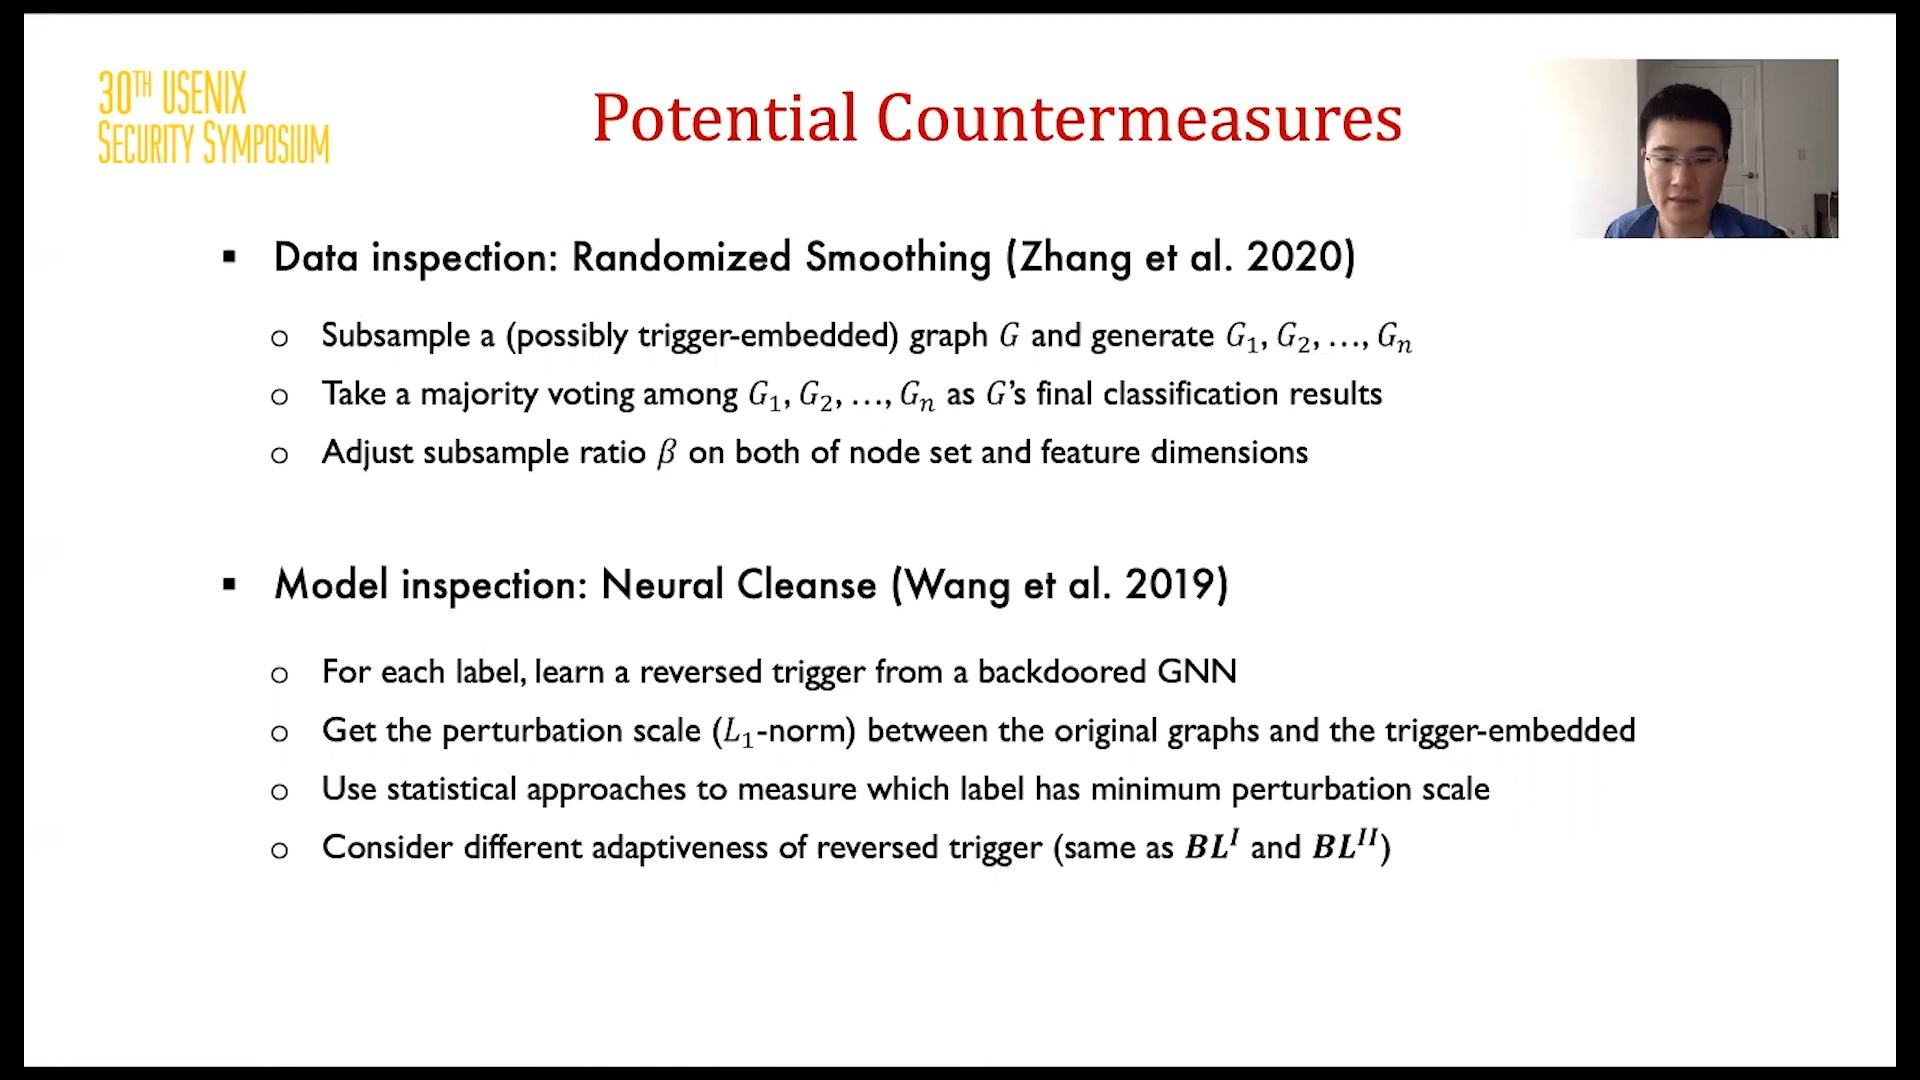 30TH USENIX
SECURITY SYMPOSIUM
Potential Countermeasures
▪ Data inspection: Randomized Smoothing (Zhang et al. 2020)
o Subsample a (possibly trigger-embedded) graph G and generate G₁, G₂, …, Gₙ
o Take a majority voting among G₁, G₂, …, Gₙ as G’s final classification results
o Adjust subsample ratio β on both of node set and feature dimensions
▪ Model inspection: Neural Cleanse (Wang et al. 2019)
o For each label, learn a reversed trigger from a backdoored GNN
o Get the perturbation scale (L₁-norm) between the original graphs and the trigger-embedded
o Use statistical approaches to measure which label has minimum perturbation scale
o Consider different adaptiveness of reversed trigger (same as BLᴵ and BLᴵᴵ)